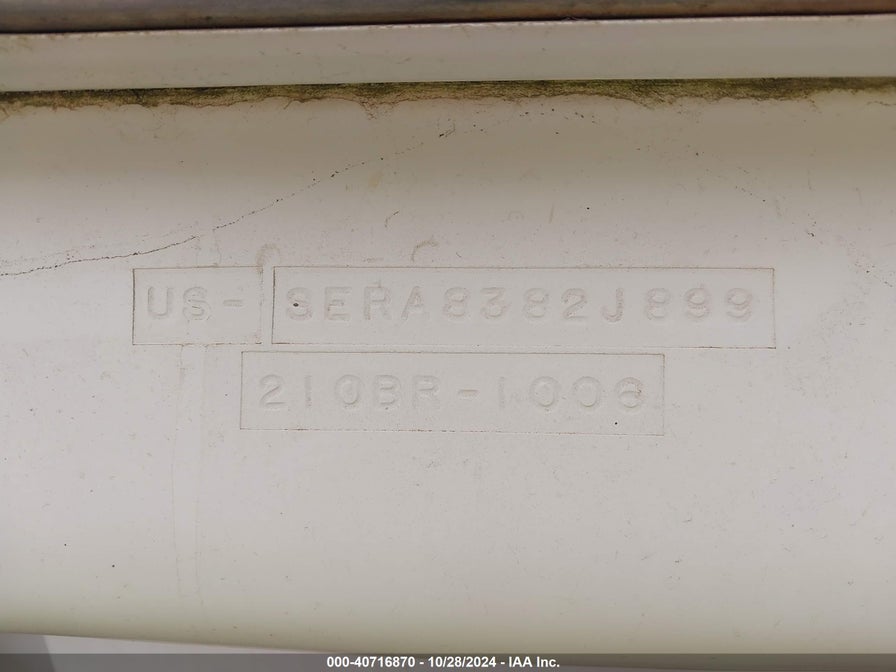 US-SERA8382J899
210BR-1006
000-40716870 - 10/28/2024 - IAA Inc.